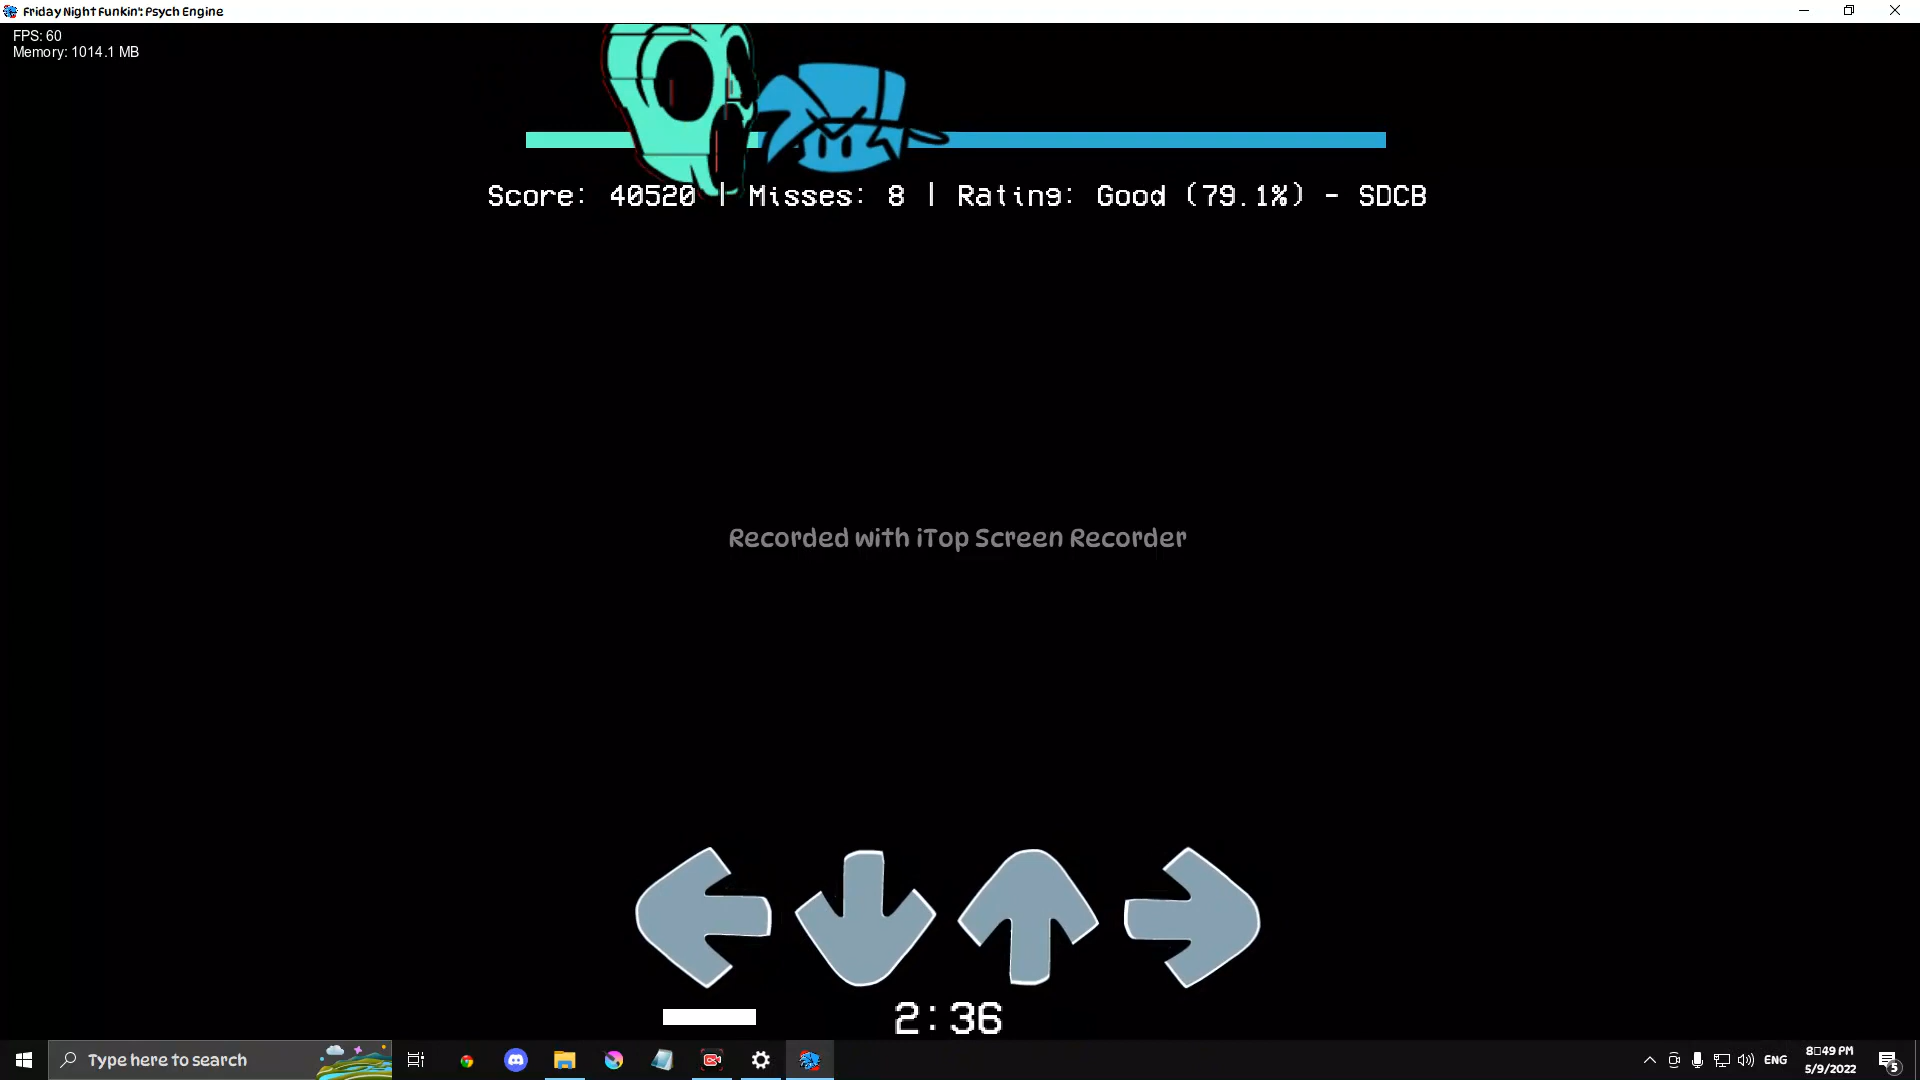 Friday Night Funkin': Psych Engine
FPS: 60
Memory: 1014.1 MB
Score: 40520 | Misses: 8 | Rating: Good (79.1%) - SDCB
Recorded with iTop Screen Recorder
2:36
Type here to search
ENG
8□49 PM
5/9/2022
5